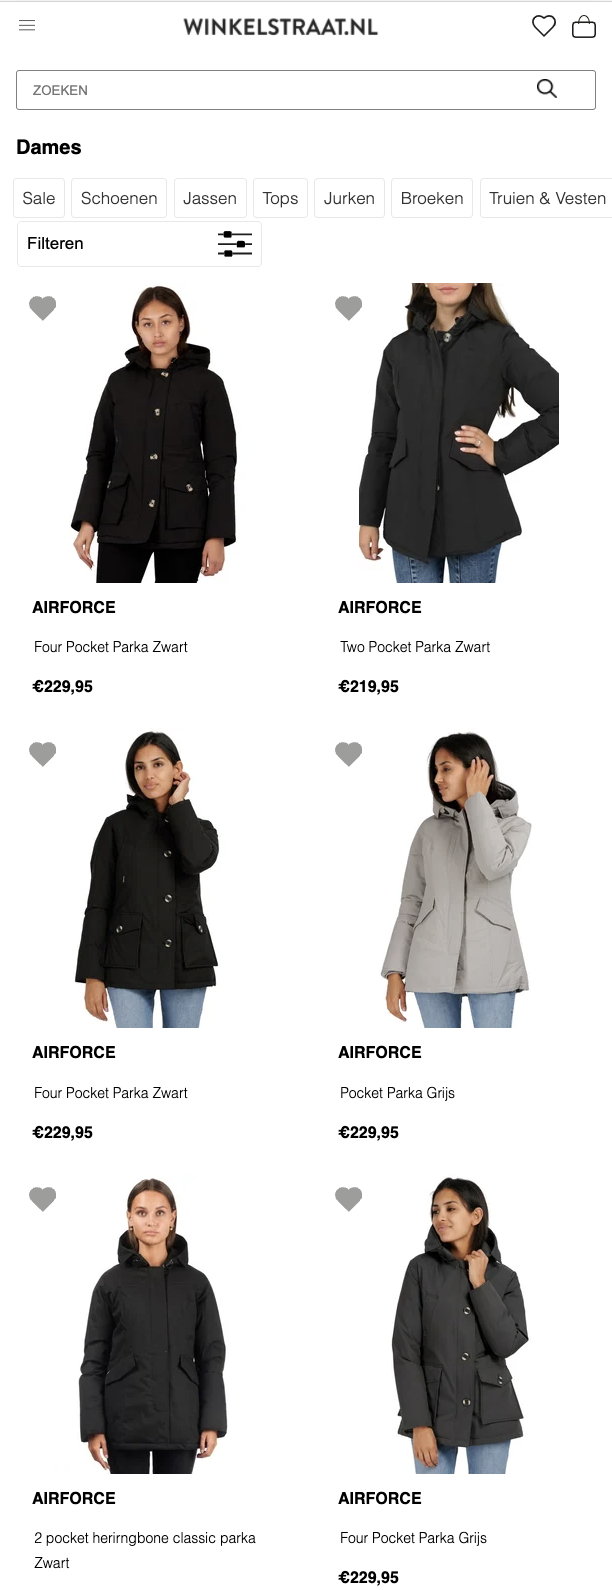 WINKELSTRAAT.NL
ZOEKEN
Dames
Sale
Schoenen
Jassen
Tops
Jurken
Broeken
Truien & Vesten
Filteren
AIRFORCE
Four Pocket Parka Zwart
€229,95
AIRFORCE
Two Pocket Parka Zwart
€219,95
AIRFORCE
Four Pocket Parka Zwart
€229,95
AIRFORCE
Pocket Parka Grijs
€229,95
AIRFORCE
2 pocket herirngbone classic parka
Zwart
AIRFORCE
Four Pocket Parka Grijs
€229,95